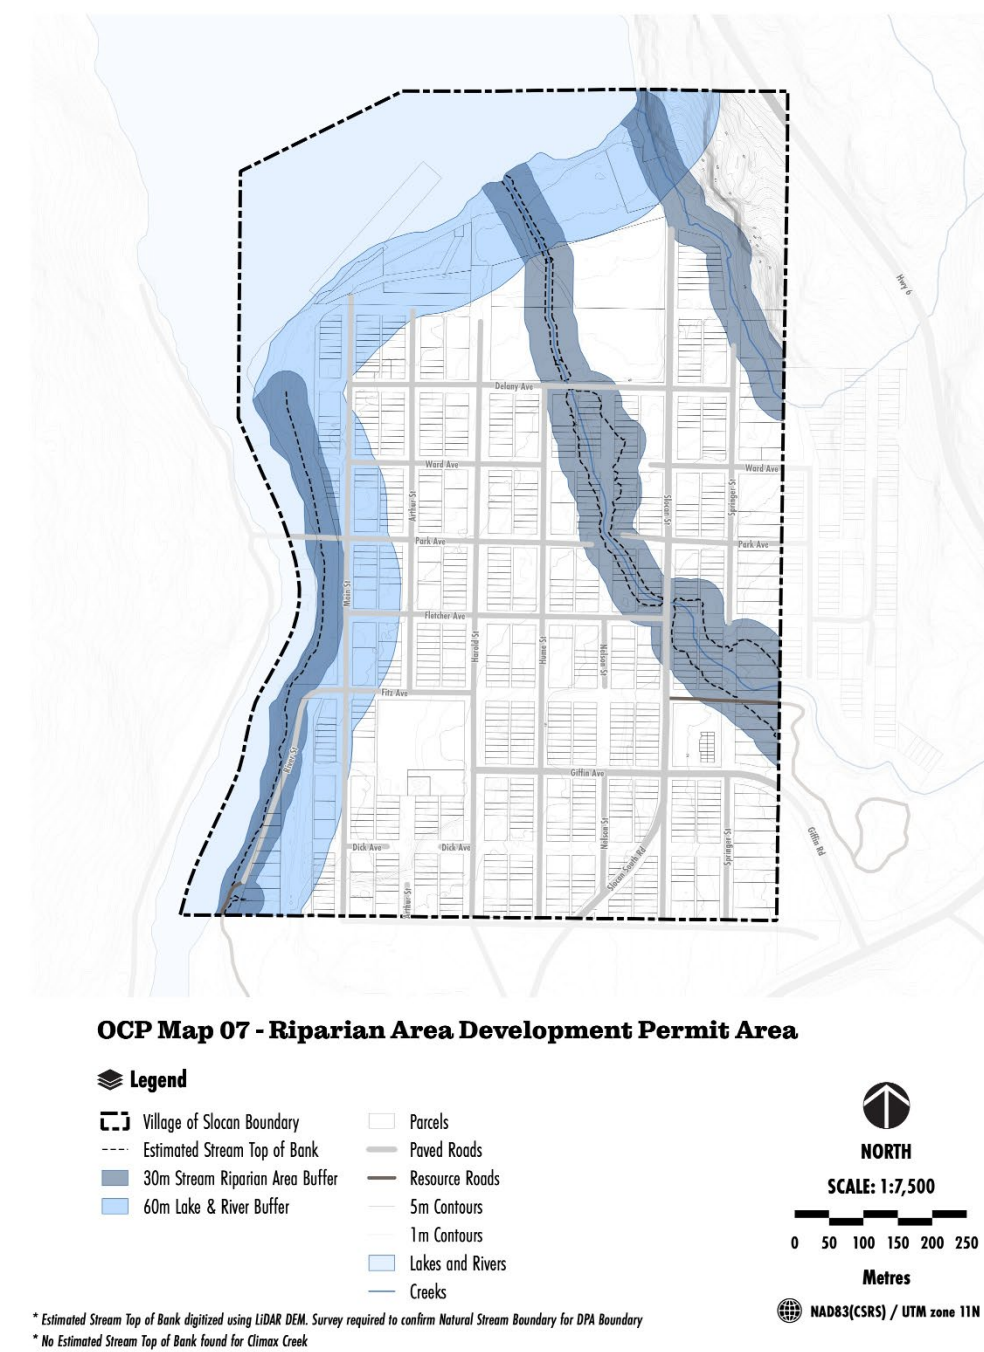 Hwy 6
Delany Ave
Ward Ave
Ward Ave
Arthur St
Slocan St
Springer St
Park Ave
Park Ave
Main St
Fletcher Ave
Harold St
Hume St
Nelson St
Fitz Ave
River St
Giffin Ave
Dick Ave
Dick Ave
Nelson St
Slocan South Rd
Springer St
Giffin Rd
Arthur St
OCP Map 07 - Riparian Area Development Permit Area
Legend
Village of Slocan Boundary
Estimated Stream Top of Bank
30m Stream Riparian Area Buffer
60m Lake & River Buffer
Parcels
Paved Roads
Resource Roads
5m Contours
1m Contours
Lakes and Rivers
Creeks
NORTH
SCALE: 1:7,500
0 50 100 150 200 250
Metres
NAD83(CSRS) / UTM zone 11N
* Estimated Stream Top of Bank digitized using LiDAR DEM. Survey required to confirm Natural Stream Boundary for DPA Boundary
* No Estimated Stream Top of Bank found for Climax Creek